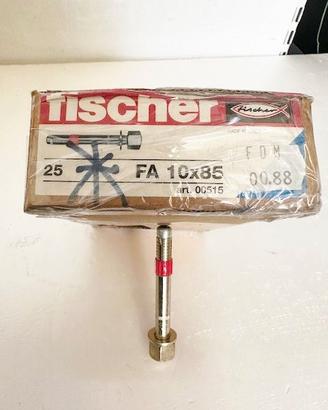 fischer
fischer
25 FA 10x85
art. 00515
FDM
00.88